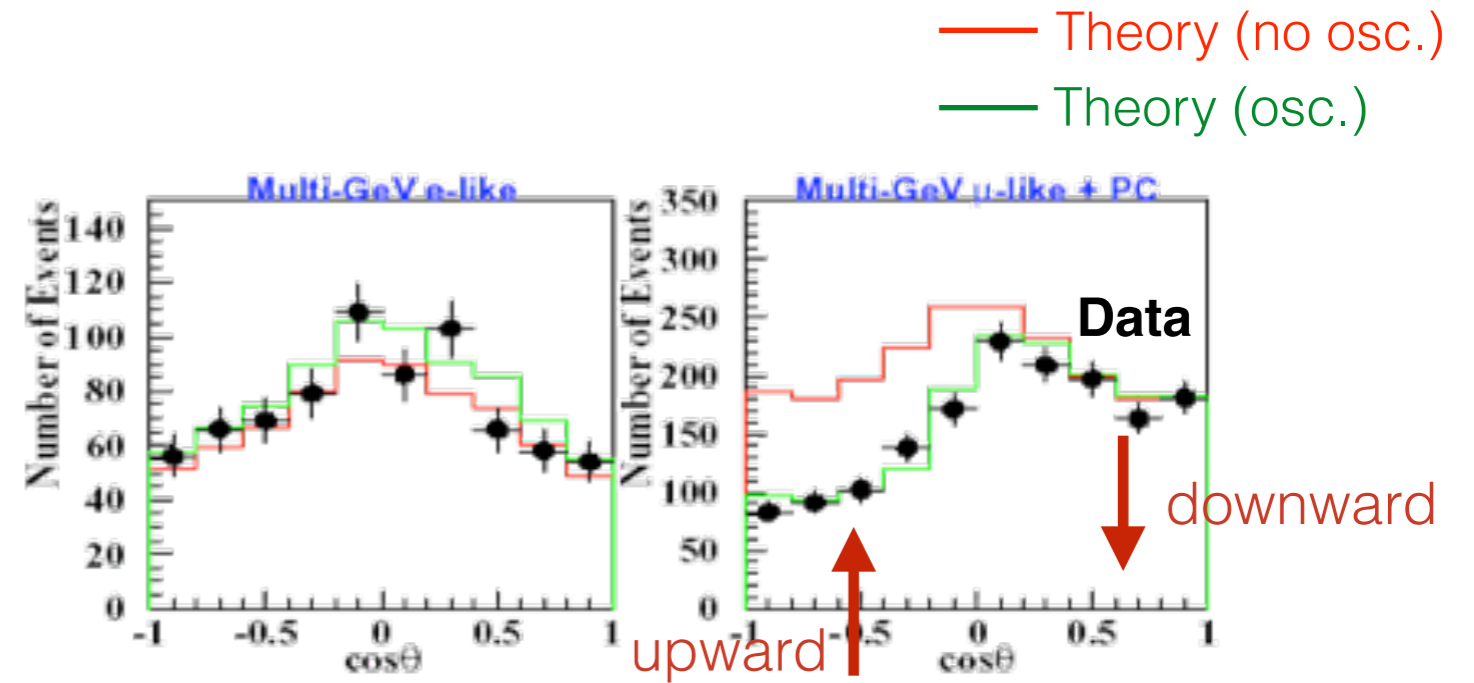 Theory (no osc.)
Theory (osc.)
Multi-GeV e-like
Number of Events
140
120
100
80
60
40
20
0
-1
-0.5
0
0.5
1
cosθ
Multi-GeV μ-like + PC
Number of Events
350
300
250
200
150
100
50
0
-1
-0.5
0
0.5
1
cosθ
Data
downward
upward